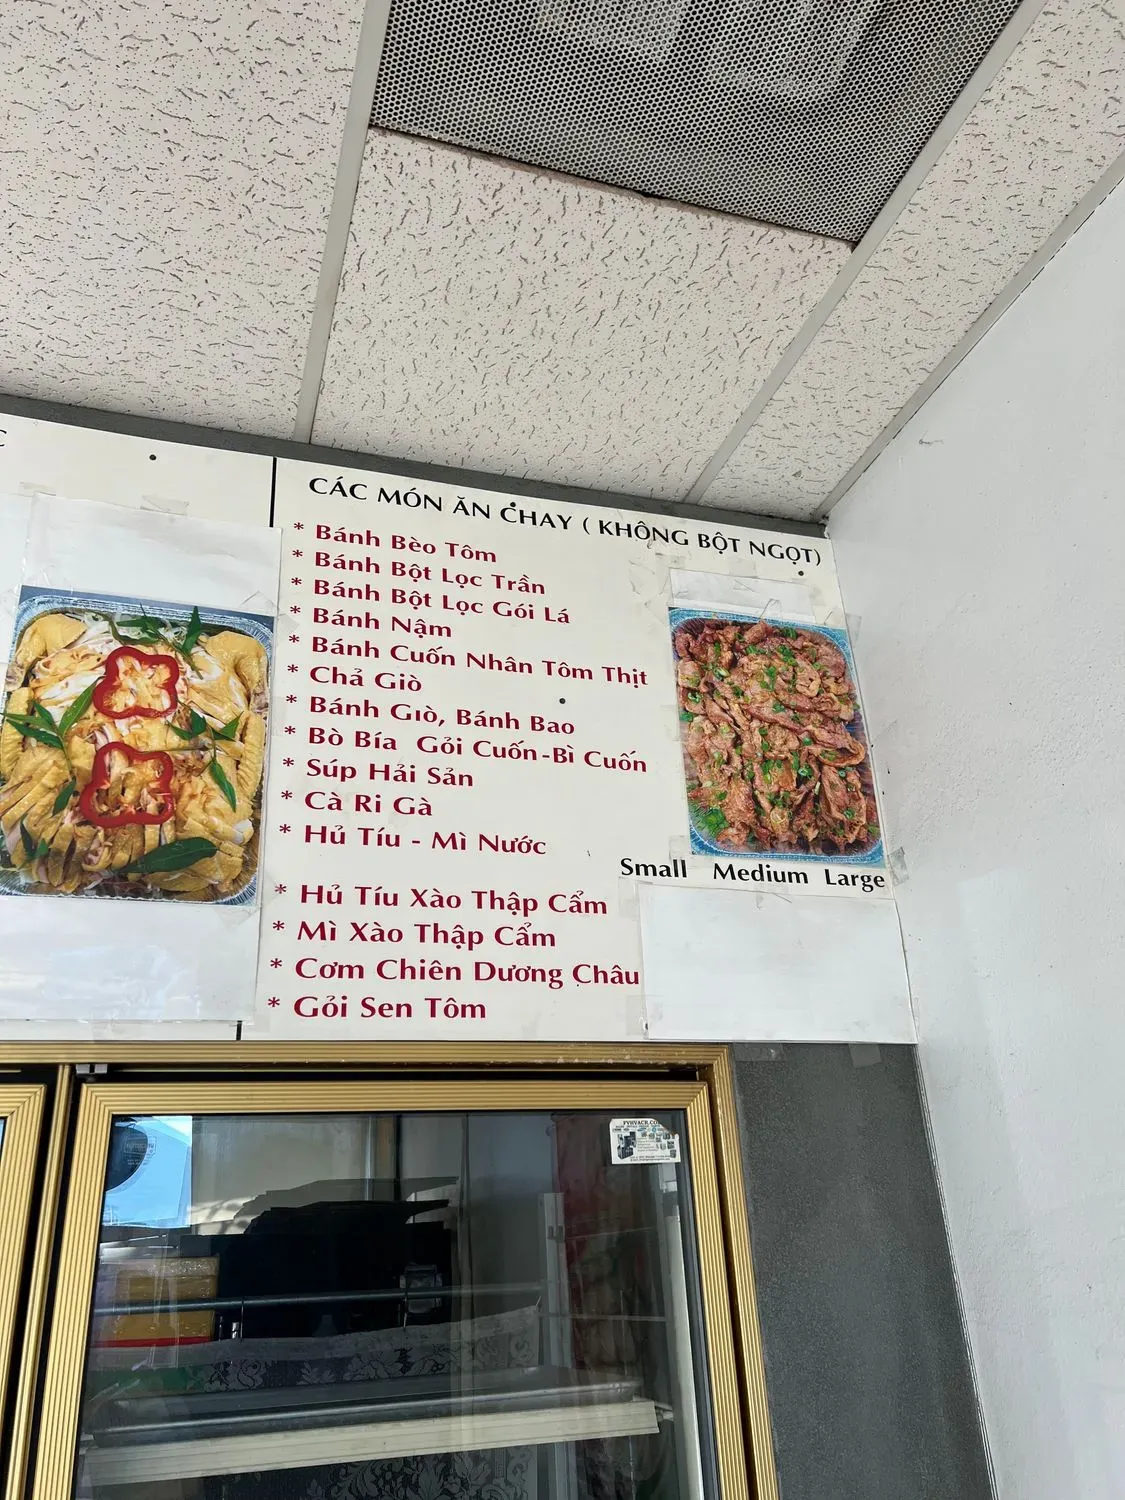 C
CÁC MÓN ĂN CHAY ( KHÔNG BỘT NGỌT)
* Bánh Bèo Tôm
* Bánh Bột Lọc Trần
* Bánh Bột Lọc Gói Lá
* Bánh Nậm
* Bánh Cuốn Nhân Tôm Thịt
* Chả Giò
* Bánh Giò, Bánh Bao
* Bò Bía Gỏi Cuốn-Bì Cuốn
* Súp Hải Sản
* Cà Ri Gà
* Hủ Tíu - Mì Nước
Small Medium Large
* Hủ Tíu Xào Thập Cẩm
* Mì Xào Thập Cẩm
* Cơm Chiên Dương Châu
* Gỏi Sen Tôm